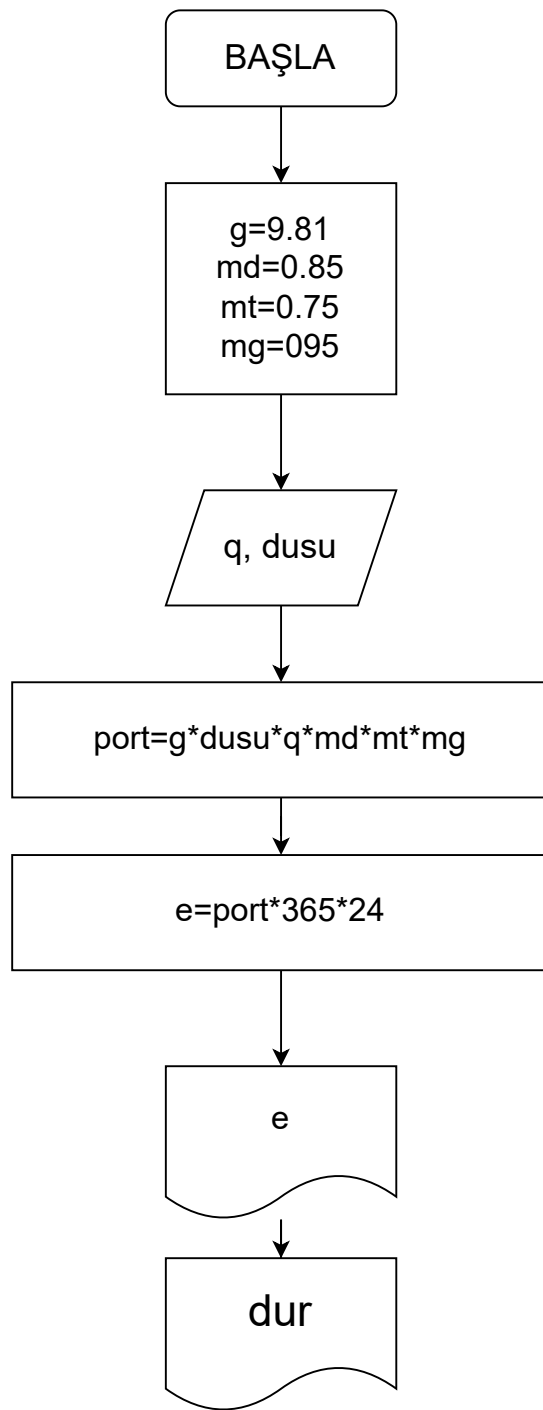 BAŞLA
g=9.81
md=0.85
mt=0.75
mg=095
q, dusu
port=g*dusu*q*md*mt*mg
e=port*365*24
e
dur